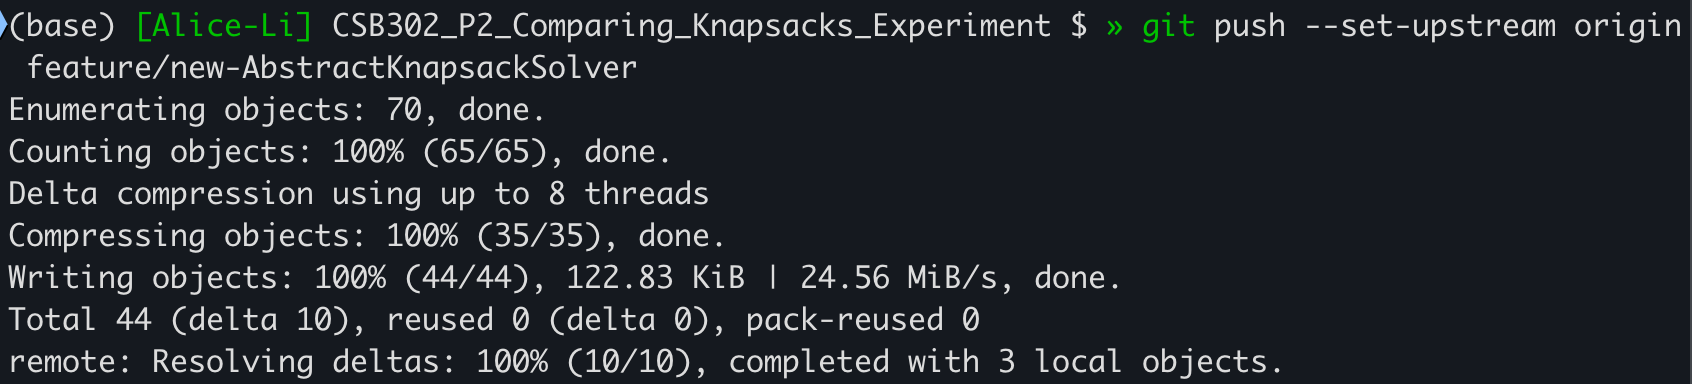 (base) [Alice-Li] CSB302_P2_Comparing_Knapsacks_Experiment $ » git push --set-upstream origin
feature/new-AbstractKnapsackSolver
Enumerating objects: 70, done.
Counting objects: 100% (65/65), done.
Delta compression using up to 8 threads
Compressing objects: 100% (35/35), done.
Writing objects: 100% (44/44), 122.83 KiB | 24.56 MiB/s, done.
Total 44 (delta 10), reused 0 (delta 0), pack-reused 0
remote: Resolving deltas: 100% (10/10), completed with 3 local objects.